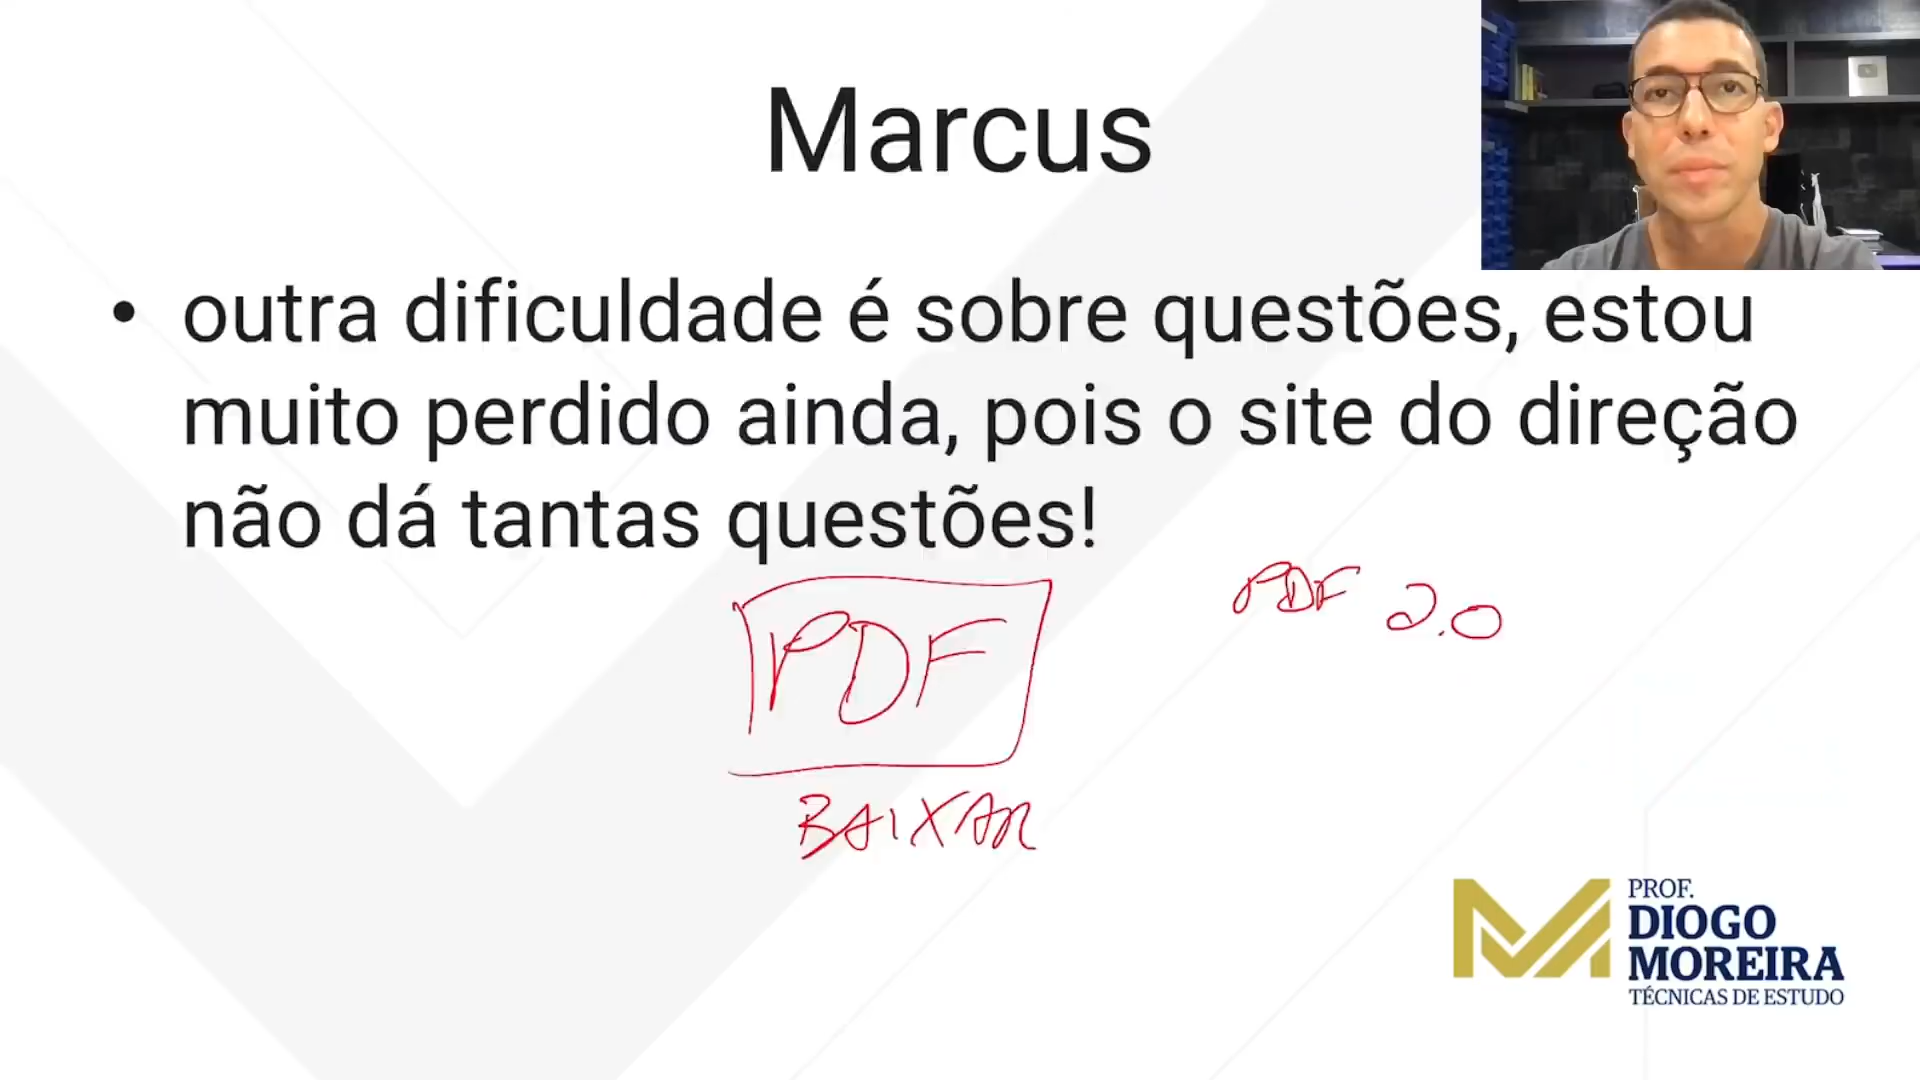 Marcus
• outra dificuldade é sobre questões, estou
muito perdido ainda, pois o site do direção
não dá tantas questões!
PDF
PDF 2.0
BAIXAR
PROF.
DIOGO
MOREIRA
TÉCNICAS DE ESTUDO